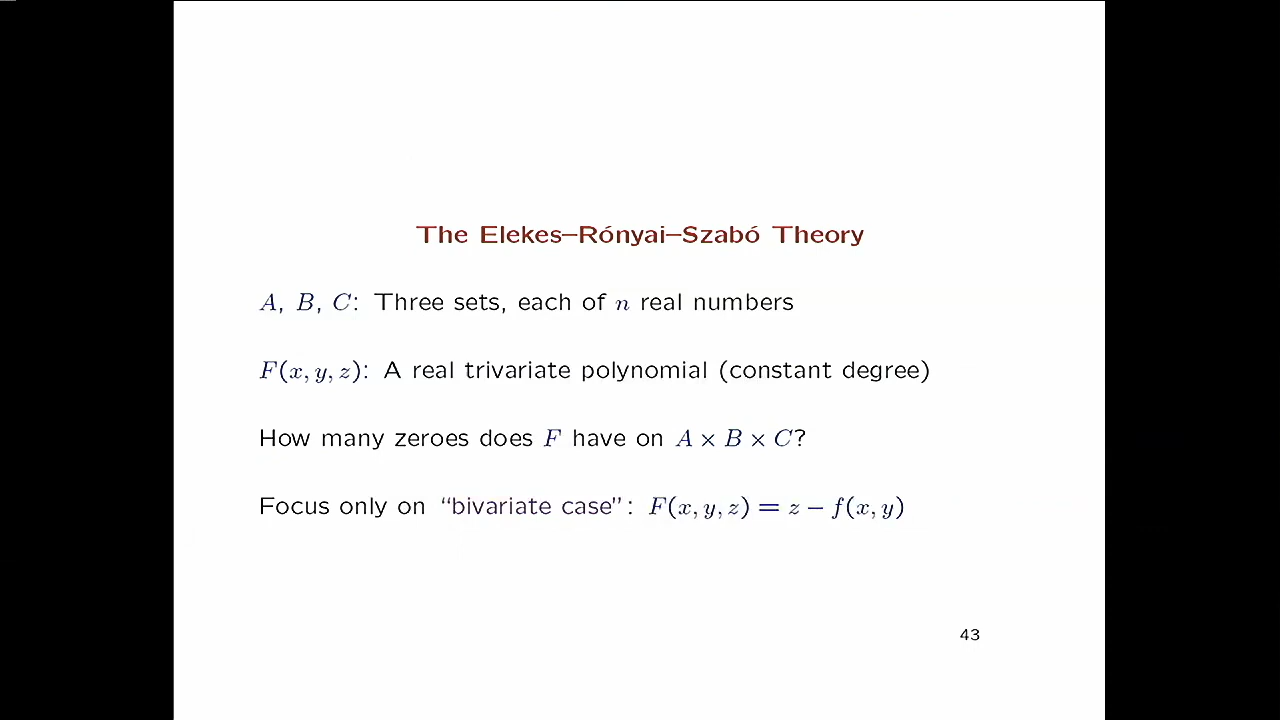 The Elekes–Rónyai–Szabó Theory
A, B, C: Three sets, each of n real numbers
F(x, y, z): A real trivariate polynomial (constant degree)
How many zeroes does F have on A × B × C?
Focus only on “bivariate case”: F(x, y, z) = z − f(x, y)
43